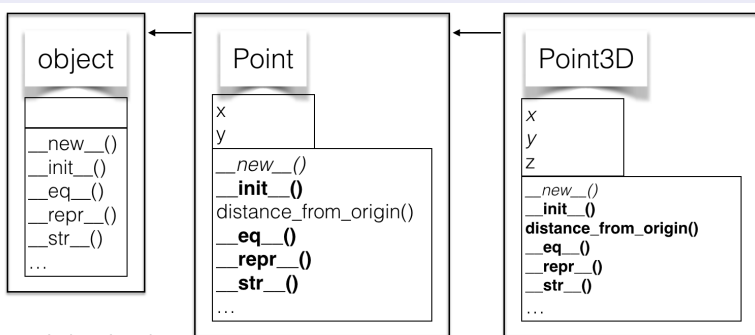 object
__new__()
__init__()
__eq__()
__repr__()
__str__()
...
Point
x
y
__new__()
__init__()
distance_from_origin()
__eq__()
__repr__()
__str__()
...
Point3D
x
y
z
__new__()
__init__()
distance_from_origin()
__eq__()
__repr__()
__str__()
...